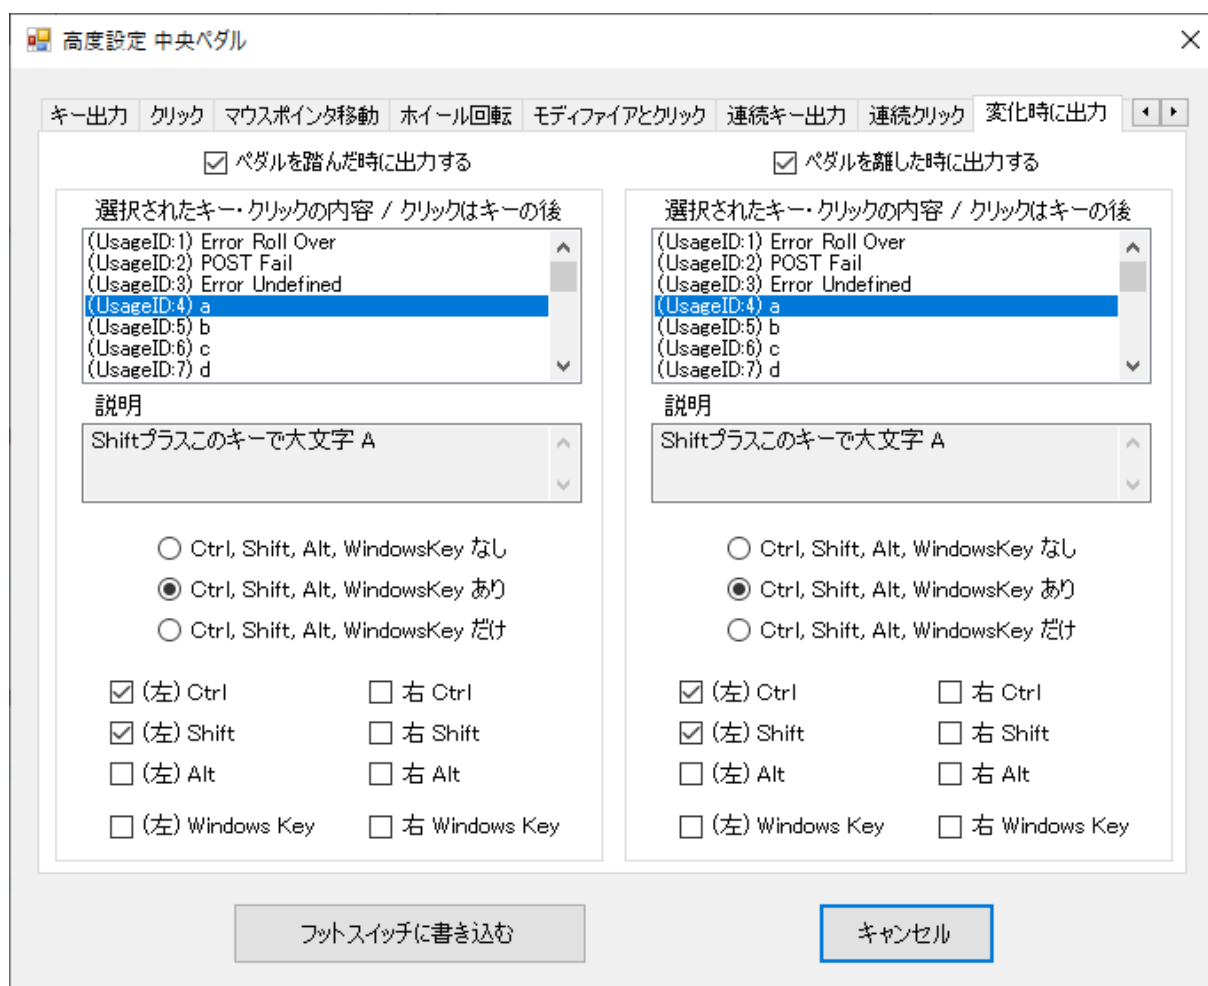 高度設定 中央ペダル
キー出力 クリック マウスポインタ移動 ホイール回転 モディファイアとクリック 連続キー出力 連続クリック 変化時に出力
ペダルを踏んだ時に出力する
選択されたキー・クリックの内容 / クリックはキーの後
(UsageID:1) Error Roll Over
(UsageID:2) POST Fail
(UsageID:3) Error Undefined
(UsageID:4) a
(UsageID:5) b
(UsageID:6) c
(UsageID:7) d
説明
Shiftプラスこのキーで大文字 A
Ctrl, Shift, Alt, WindowsKey なし
Ctrl, Shift, Alt, WindowsKey あり
Ctrl, Shift, Alt, WindowsKey だけ
(左) Ctrl 右 Ctrl
(左) Shift 右 Shift
(左) Alt 右 Alt
(左) Windows Key 右 Windows Key
ペダルを離した時に出力する
選択されたキー・クリックの内容 / クリックはキーの後
(UsageID:1) Error Roll Over
(UsageID:2) POST Fail
(UsageID:3) Error Undefined
(UsageID:4) a
(UsageID:5) b
(UsageID:6) c
(UsageID:7) d
説明
Shiftプラスこのキーで大文字 A
Ctrl, Shift, Alt, WindowsKey なし
Ctrl, Shift, Alt, WindowsKey あり
Ctrl, Shift, Alt, WindowsKey だけ
(左) Ctrl 右 Ctrl
(左) Shift 右 Shift
(左) Alt 右 Alt
(左) Windows Key 右 Windows Key
フットスイッチに書き込む キャンセル